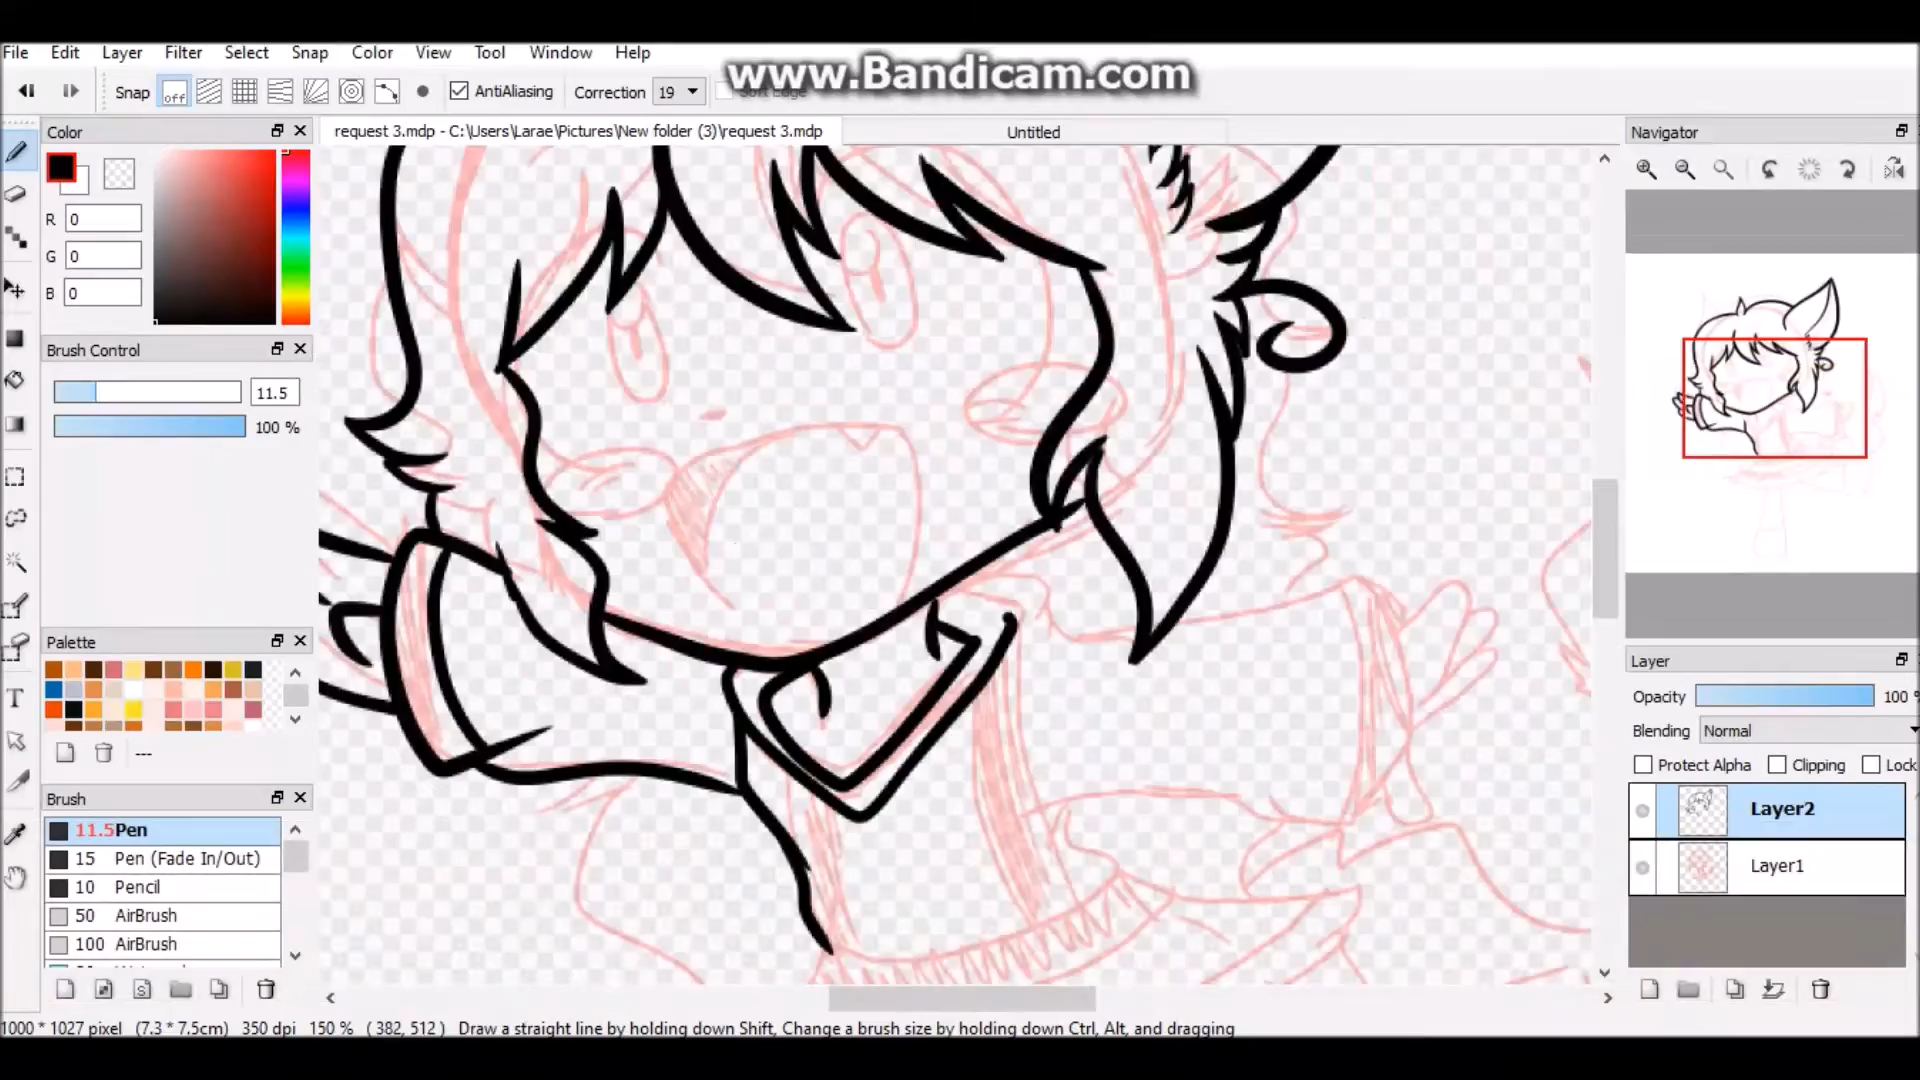 www.Bandicam.com
File Edit Layer Filter Select Snap Color View Tool Window Help
Snap off AntiAliasing Correction 19 Soft Edge
Color
request 3.mdp - C:\Users\Larae\Pictures\New folder (3)\request 3.mdp
Untitled
Navigator
R 0
G 0
B 0
Brush Control
11.5
100 %
Palette
---
Brush
11.5 Pen
15 Pen (Fade In/Out)
10 Pencil
50 AirBrush
100 AirBrush
Layer
Opacity 100 %
Blending Normal
Protect Alpha Clipping Lock
Layer2
Layer1
1000 * 1027 pixel (7.3 * 7.5cm) 350 dpi 150 % ( 382, 512 ) Draw a straight line by holding down Shift, Change a brush size by holding down Ctrl, Alt, and dragging